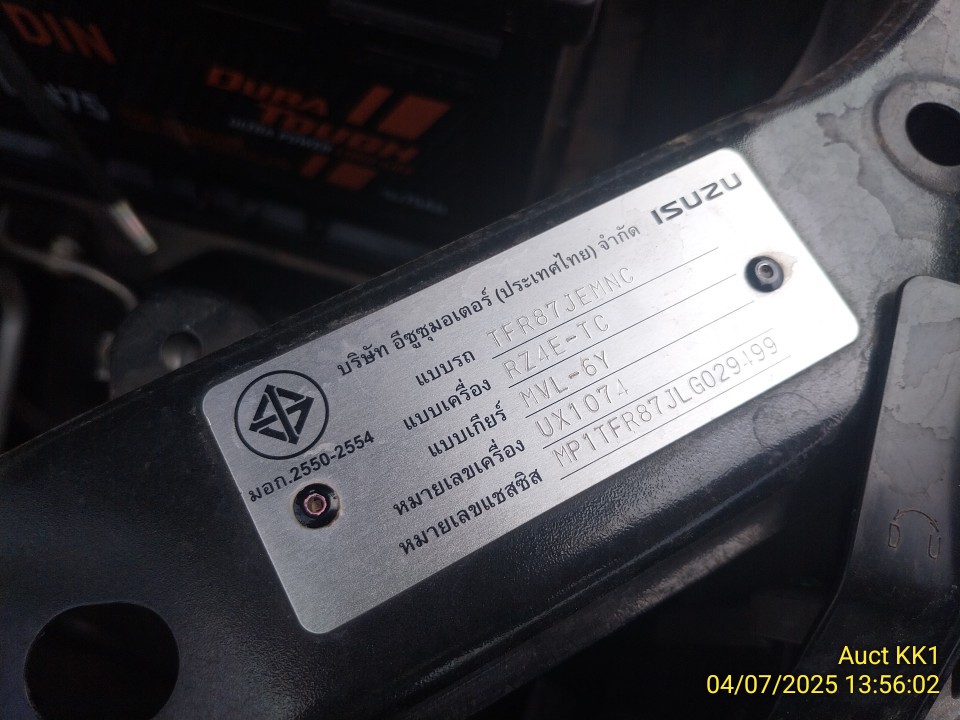 DIN
DURA
TOUGH
บริษัท อีซูซุมอเตอร์ (ประเทศไทย) จำกัด ISUZU
แบบรถ TFR87JEMNC
แบบเครื่อง RZ4E-TC
แบบเกียร์ MVL-6Y
หมายเลขเครื่อง UX1074
หมายเลขแชสซิส MP1TFR87JLG029499
มอก.2550-2554
Auct KK1
04/07/2025 13:56:02